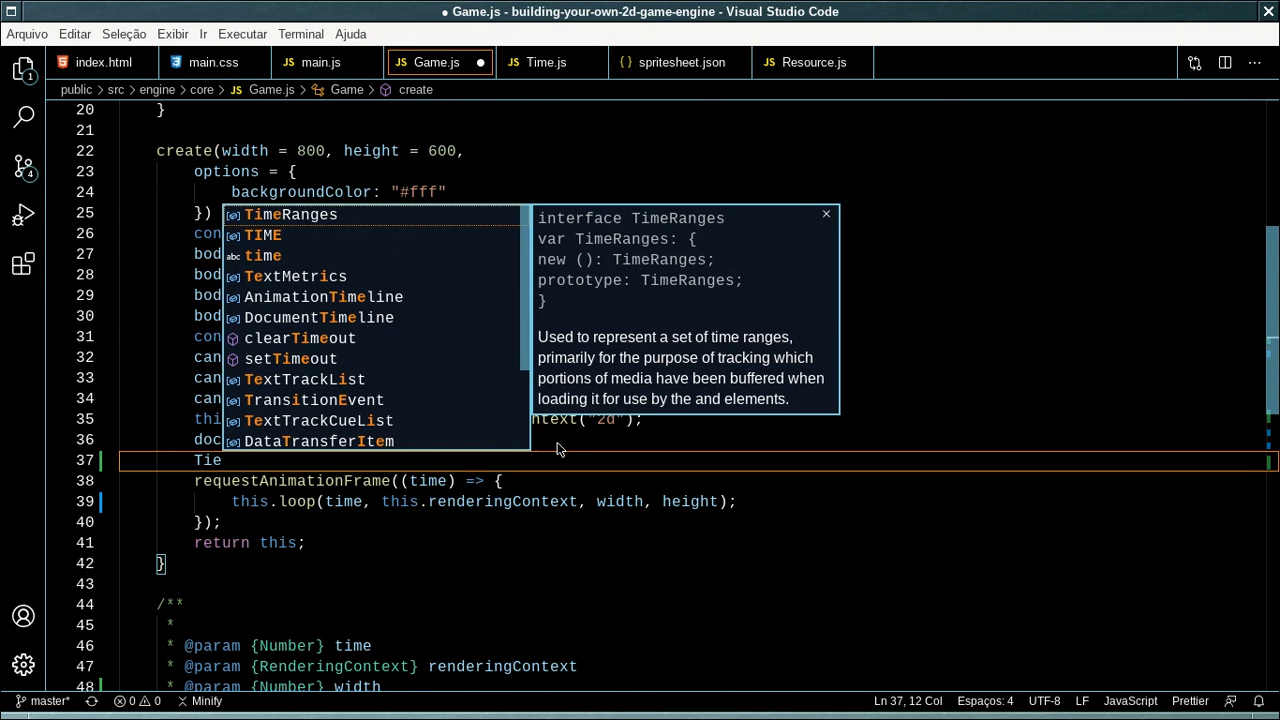 ● Game.js - building-your-own-2d-game-engine - Visual Studio Code
Arquivo Editar Seleção Exibir Ir Executar Terminal Ajuda
index.html main.css JS main.js JS Game.js ● JS Time.js { } spritesheet.json JS Resource.js ...
public > src > engine > core > JS Game.js > Game > create
1
4
20 }
21
22 create(width = 800, height = 600,
23 options = {
24 backgroundColor: "#fff"
25 })
26 con
27 bod
28 bod
29 bod
30 bod
31 con
32 can
33 can
34 can
35 thi ntext("2d");
36 doc
37 Tie
38 requestAnimationFrame((time) => {
39 this.loop(time, this.renderingContext, width, height);
40 });
41 return this;
42 }
43
44 /**
45 *
46 * @param {Number} time
47 * @param {RenderingContext} renderingContext
48 * @param {Number} width
TimeRanges
TIME
abc time
TextMetrics
AnimationTimeline
DocumentTimeline
clearTimeout
setTimeout
TextTrackList
TransitionEvent
TextTrackCueList
DataTransferItem
interface TimeRanges
var TimeRanges: {
new (): TimeRanges;
prototype: TimeRanges;
}
Used to represent a set of time ranges,
primarily for the purpose of tracking which
portions of media have been buffered when
loading it for use by the and elements.
master* 0 0 Minify Ln 37, 12 Col Espaços: 4 UTF-8 LF JavaScript Prettier